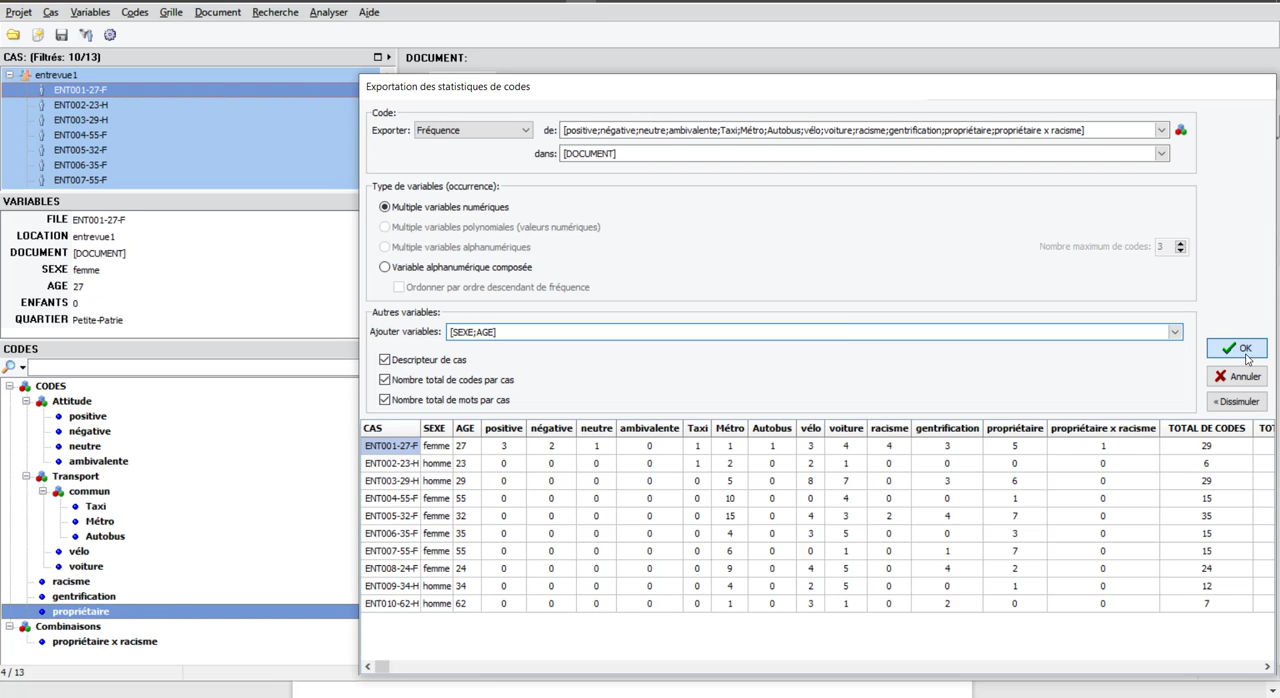 Projet Cas Variables Codes Grille Document Recherche Analyser Aide
CAS: (Filtrés: 10/13)
DOCUMENT:
entrevue1
ENT001-27-F
ENT002-23-H
ENT003-29-H
ENT004-55-F
ENT005-32-F
ENT006-35-F
ENT007-55-F
VARIABLES
FILE ENT001-27-F
LOCATION entrevue1
DOCUMENT [DOCUMENT]
SEXE femme
AGE 27
ENFANTS 0
QUARTIER Petite-Patrie
CODES
CODES
Attitude
positive
négative
neutre
ambivalente
Transport
commun
Taxi
Métro
Autobus
vélo
voiture
racisme
gentrification
propriétaire
Combinaisons
propriétaire x racisme
4 / 13
Exportation des statistiques de codes
Code:
Exporter: Fréquence de: [positive;négative;neutre;ambivalente;Taxi;Métro;Autobus;vélo;voiture;racisme;gentrification;propriétaire;propriétaire x racisme]
dans: [DOCUMENT]
Type de variables (occurrence):
Multiple variables numériques
Multiple variables polynomiales (valeurs numériques)
Multiple variables alphanumériques
Nombre maximum de codes: 3
Variable alphanumérique composée
Ordonner par ordre descendant de fréquence
Autres variables:
Ajouter variables: [SEXE;AGE]
Descripteur de cas
Nombre total de codes par cas
Nombre total de mots par cas
OK
Annuler
«Dissimuler
CAS SEXE AGE positive négative neutre ambivalente Taxi Métro Autobus vélo voiture racisme gentrification propriétaire propriétaire x racisme TOTAL DE CODES TO
ENT001-27-F femme 27 3 2 1 0 1 1 1 3 4 4 3 5 1 29
ENT002-23-H homme 23 0 0 0 0 1 2 0 2 1 0 0 0 0 6
ENT003-29-H homme 29 0 0 0 0 0 5 0 8 7 0 3 6 0 29
ENT004-55-F femme 55 0 0 0 0 0 10 0 0 4 0 0 1 0 15
ENT005-32-F femme 32 0 0 0 0 0 15 0 4 3 2 4 7 0 35
ENT006-35-F femme 35 0 0 0 0 0 4 0 3 5 0 0 3 0 15
ENT007-55-F femme 55 0 0 0 0 0 6 0 0 1 0 1 7 0 15
ENT008-24-F femme 24 0 0 0 0 0 9 0 4 5 0 4 2 0 24
ENT009-34-H homme 34 0 0 0 0 0 4 0 2 5 0 0 1 0 12
ENT010-62-H homme 62 0 0 0 0 0 1 0 3 1 0 2 0 0 7